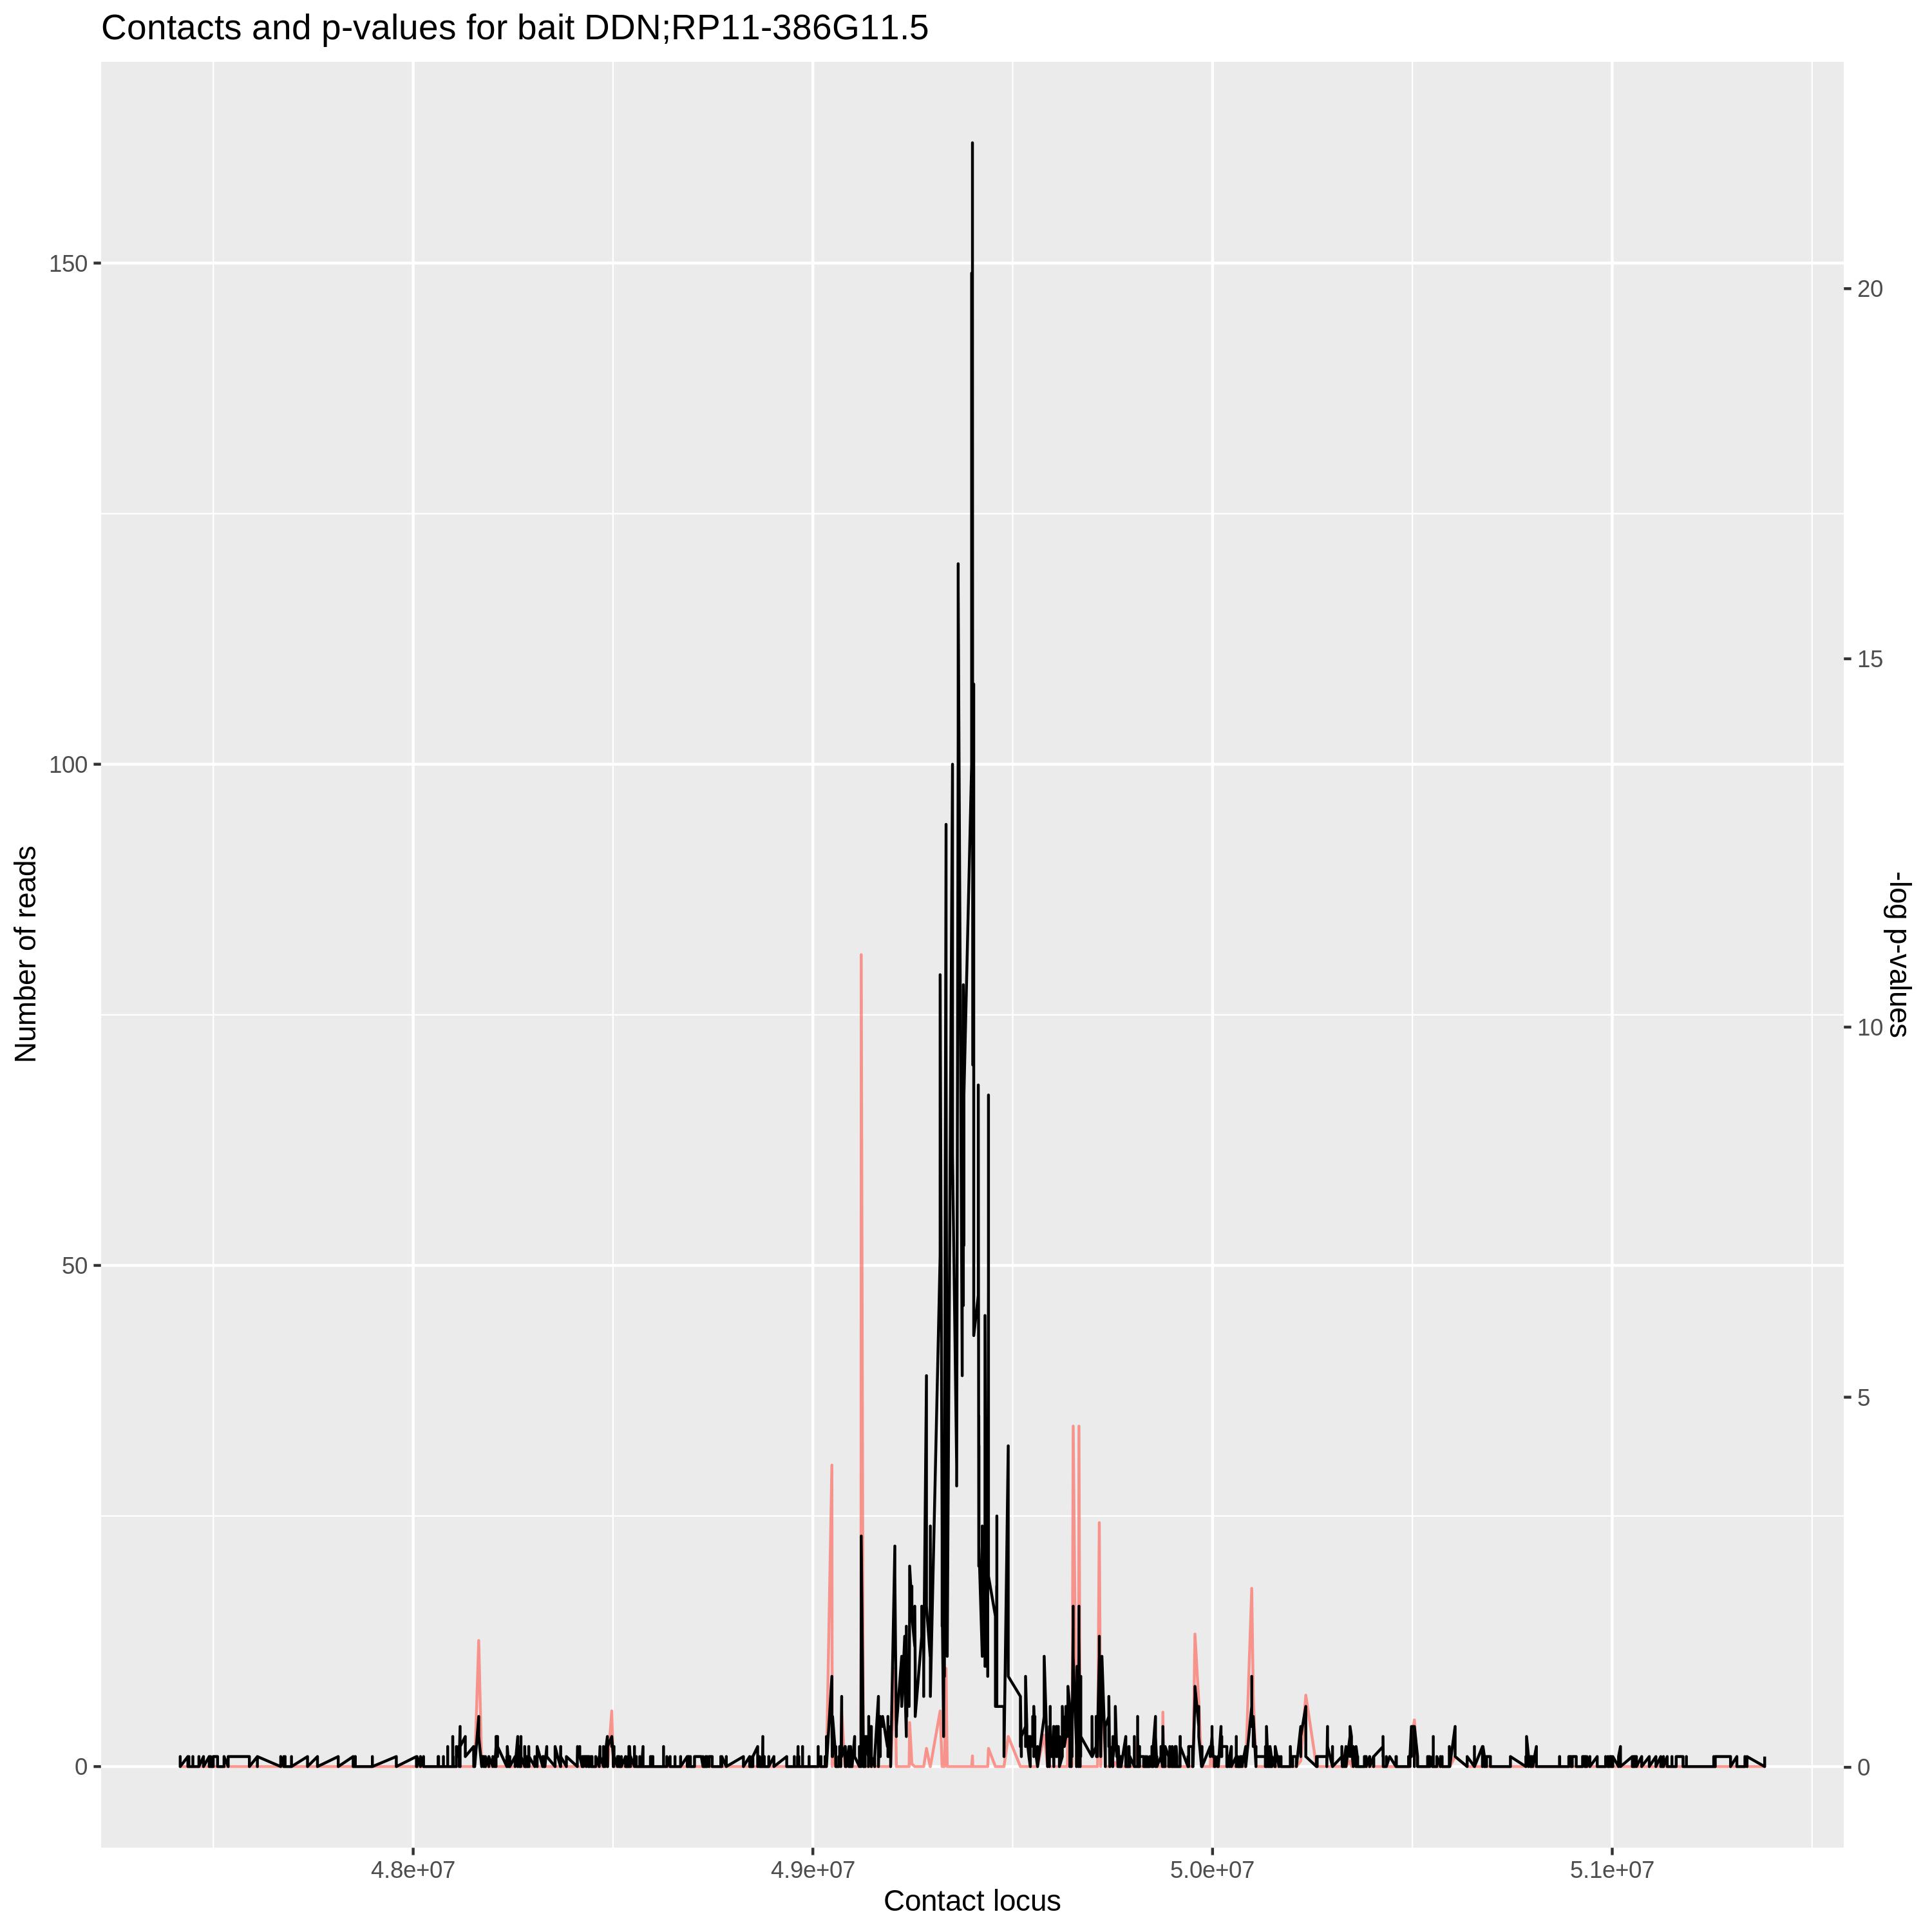 Contacts and p-values for bait DDN;RP11-386G11.5
150
100
50
0
Number of reads
20
15
10
5
0
-log p-values
4.8e+07
4.9e+07
5.0e+07
5.1e+07
Contact locus